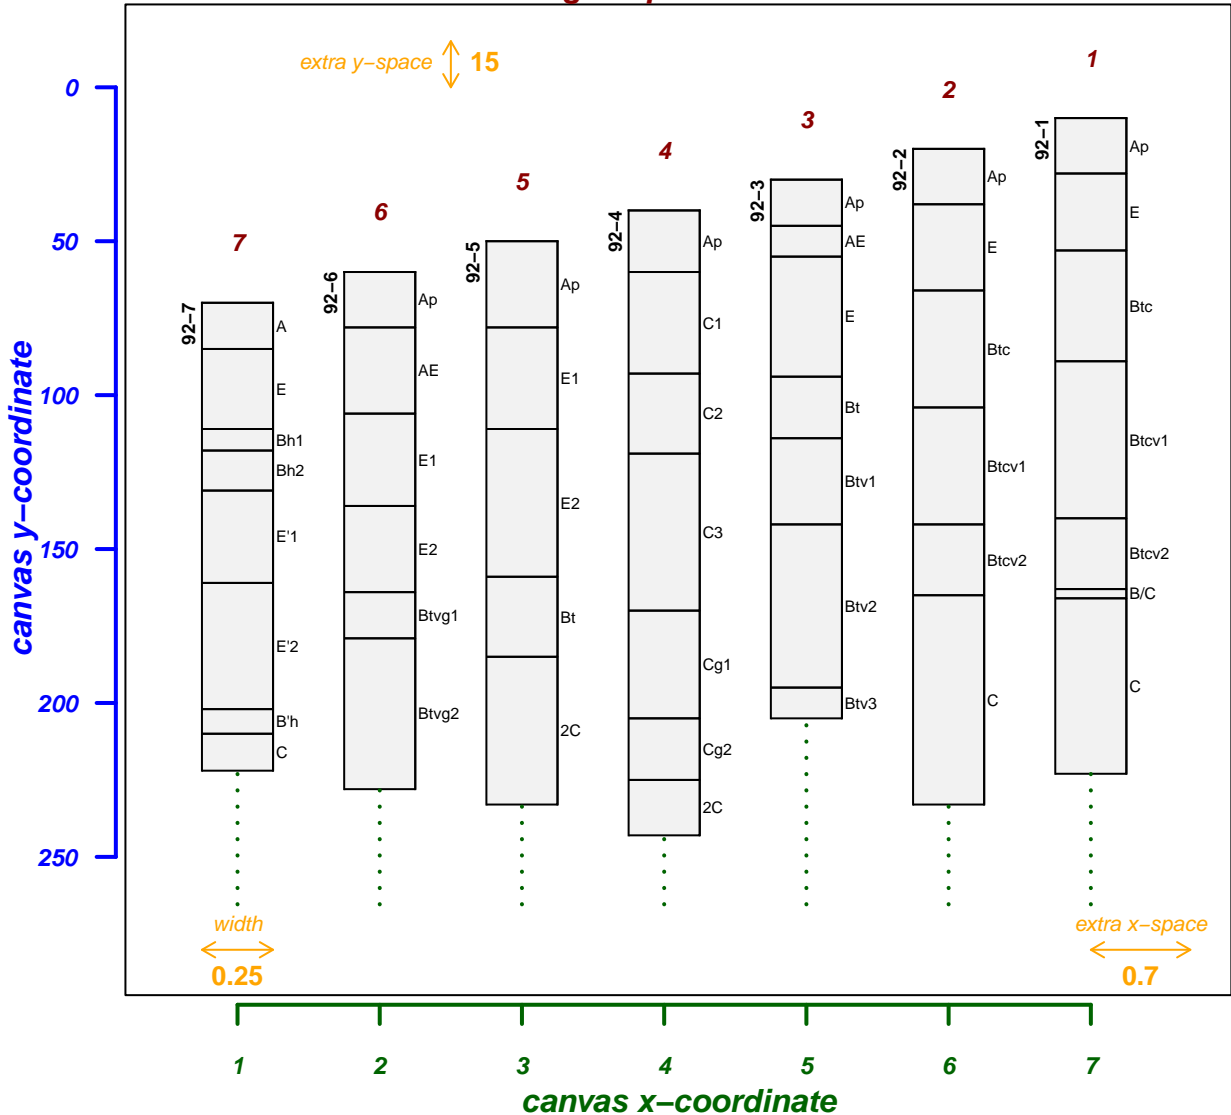 extra y−space 15
0
50
100
150
200
250
canvas y−coordinate
7
92−7
A
E
Bh1
Bh2
E'1
E'2
B'h
C
6
92−6
Ap
AE
E1
E2
Btvg1
Btvg2
5
92−5
Ap
E1
E2
Bt
2C
4
92−4
Ap
C1
C2
C3
Cg1
Cg2
2C
3
92−3
Ap
AE
E
Bt
Btv1
Btv2
Btv3
2
92−2
Ap
E
Btc
Btcv1
Btcv2
C
1
92−1
Ap
E
Btc
Btcv1
Btcv2
B/C
C
width
0.25
extra x−space
0.7
1 2 3 4 5 6 7
canvas x−coordinate